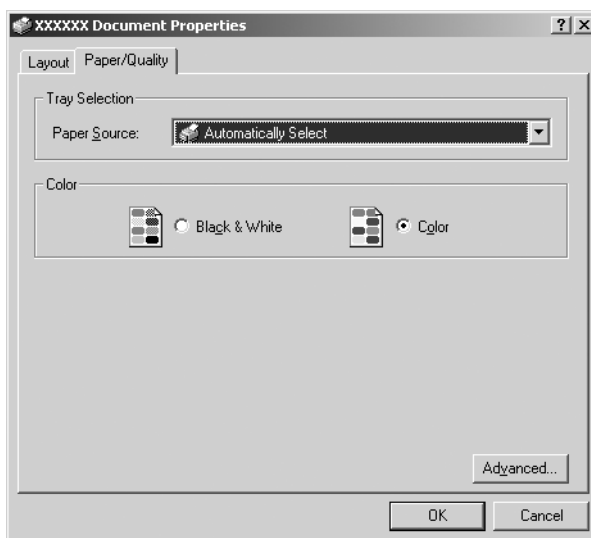 XXXXXX Document Properties
Layout
Paper/Quality
Tray Selection
Paper Source:
Automatically Select
Color
Black & White
Color
Advanced...
OK
Cancel